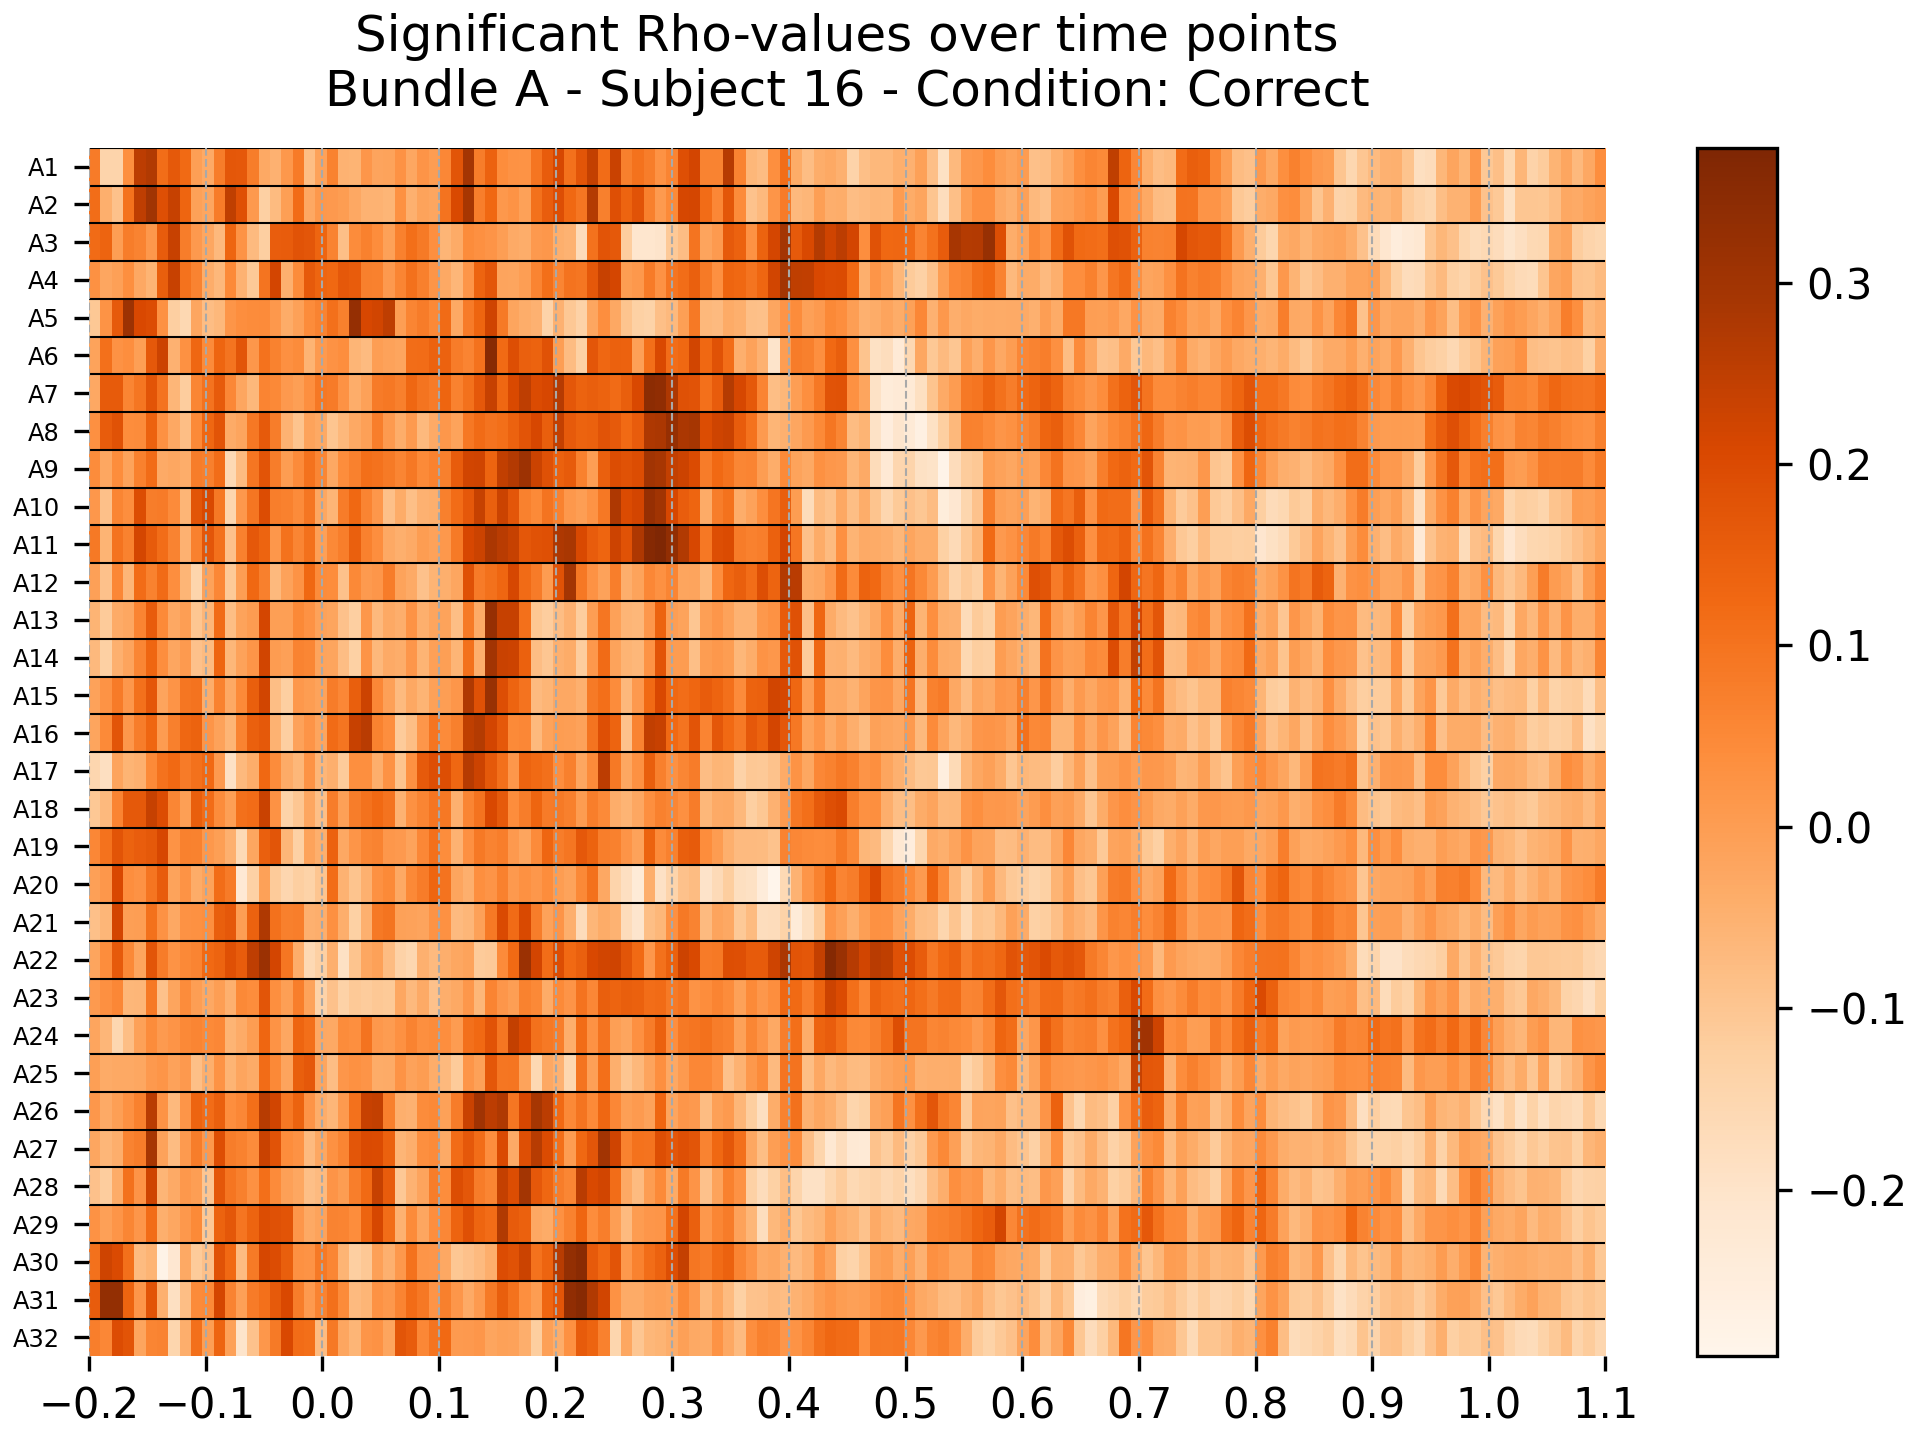 Significant Rho-values over time points
Bundle A - Subject 16 - Condition: Correct
A1
A2
A3
A4
A5
A6
A7
A8
A9
A10
A11
A12
A13
A14
A15
A16
A17
A18
A19
A20
A21
A22
A23
A24
A25
A26
A27
A28
A29
A30
A31
A32
−0.2 −0.1 0.0 0.1 0.2 0.3 0.4 0.5 0.6 0.7 0.8 0.9 1.0 1.1
0.3
0.2
0.1
0.0
−0.1
−0.2